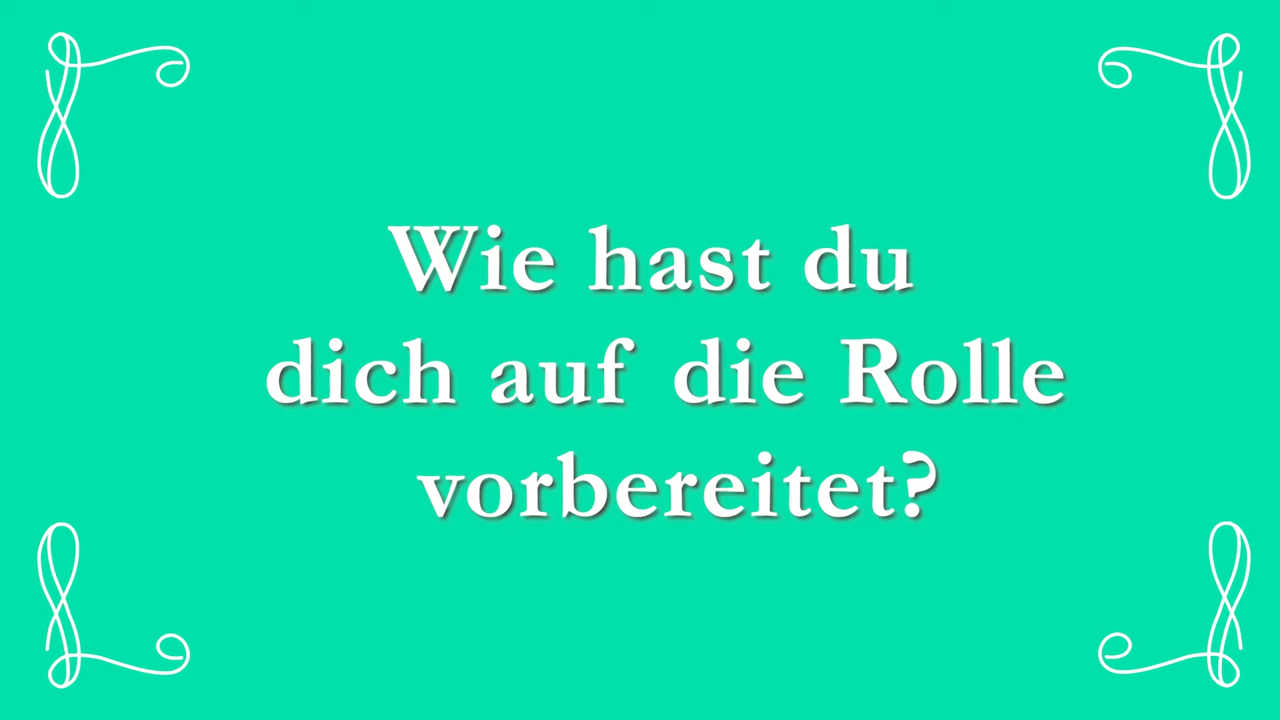 Wie hast du
dich auf die Rolle
vorbereitet?